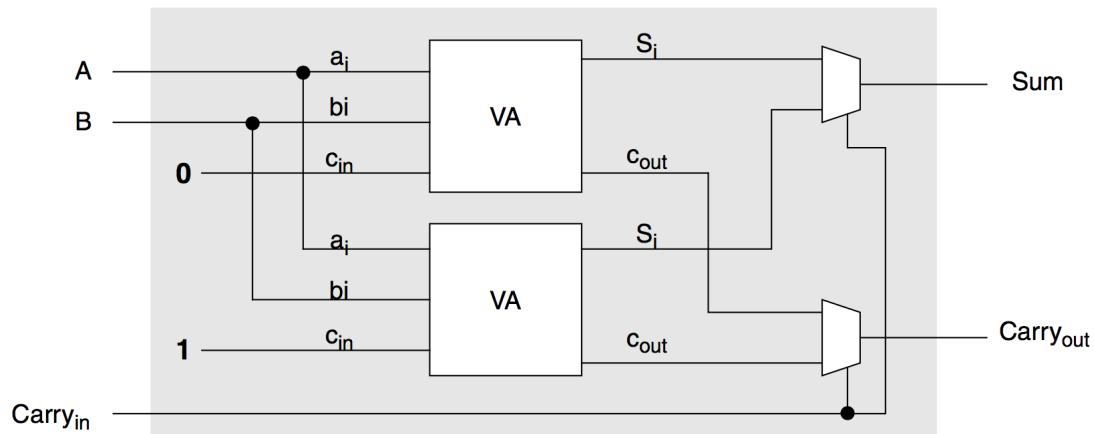 A
a_i
S_i
Sum
B
bi
VA
0
c_in
c_out
a_i
S_i
bi
VA
1
c_in
c_out
Carry_out
Carry_in